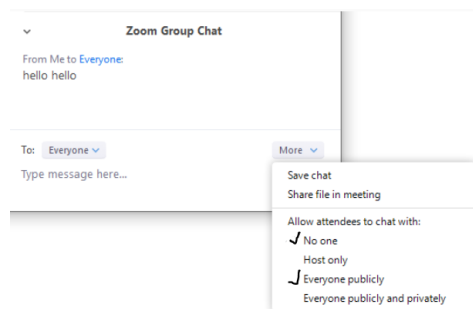 Zoom Group Chat
From Me to Everyone:
hello hello
To: Everyone More
Type message here...
Save chat
Share file in meeting
Allow attendees to chat with:
No one
Host only
Everyone publicly
Everyone publicly and privately